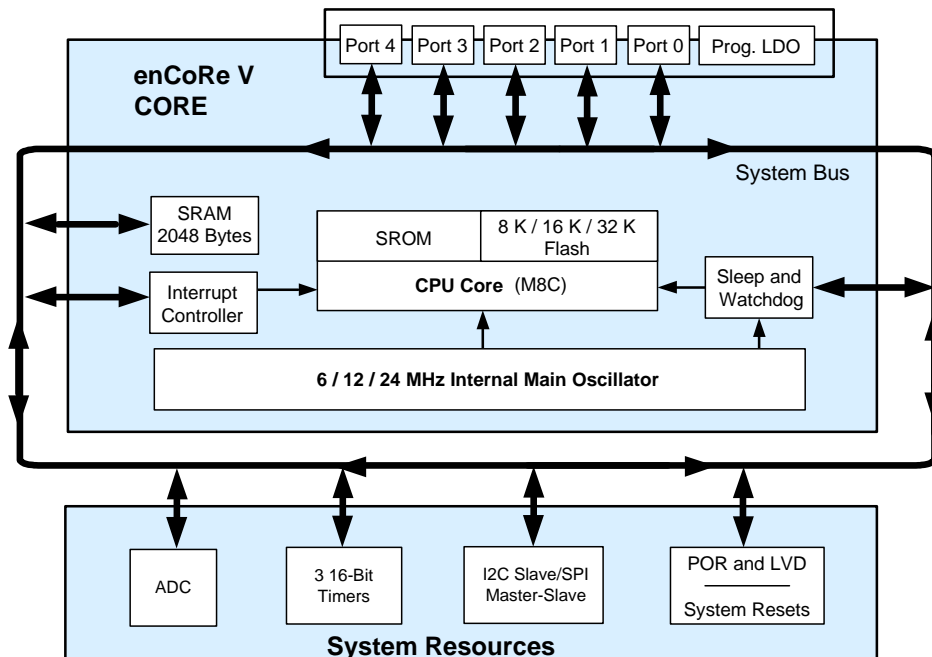 Port 4
Port 3
Port 2
Port 1
Port 0
Prog. LDO
enCoRe V
CORE
System Bus
SRAM
2048 Bytes
SROM
8 K / 16 K / 32 K
Flash
CPU Core (M8C)
Interrupt
Controller
Sleep and
Watchdog
6 / 12 / 24 MHz Internal Main Oscillator
ADC
3 16-Bit
Timers
I2C Slave/SPI
Master-Slave
POR and LVD
System Resets
System Resources